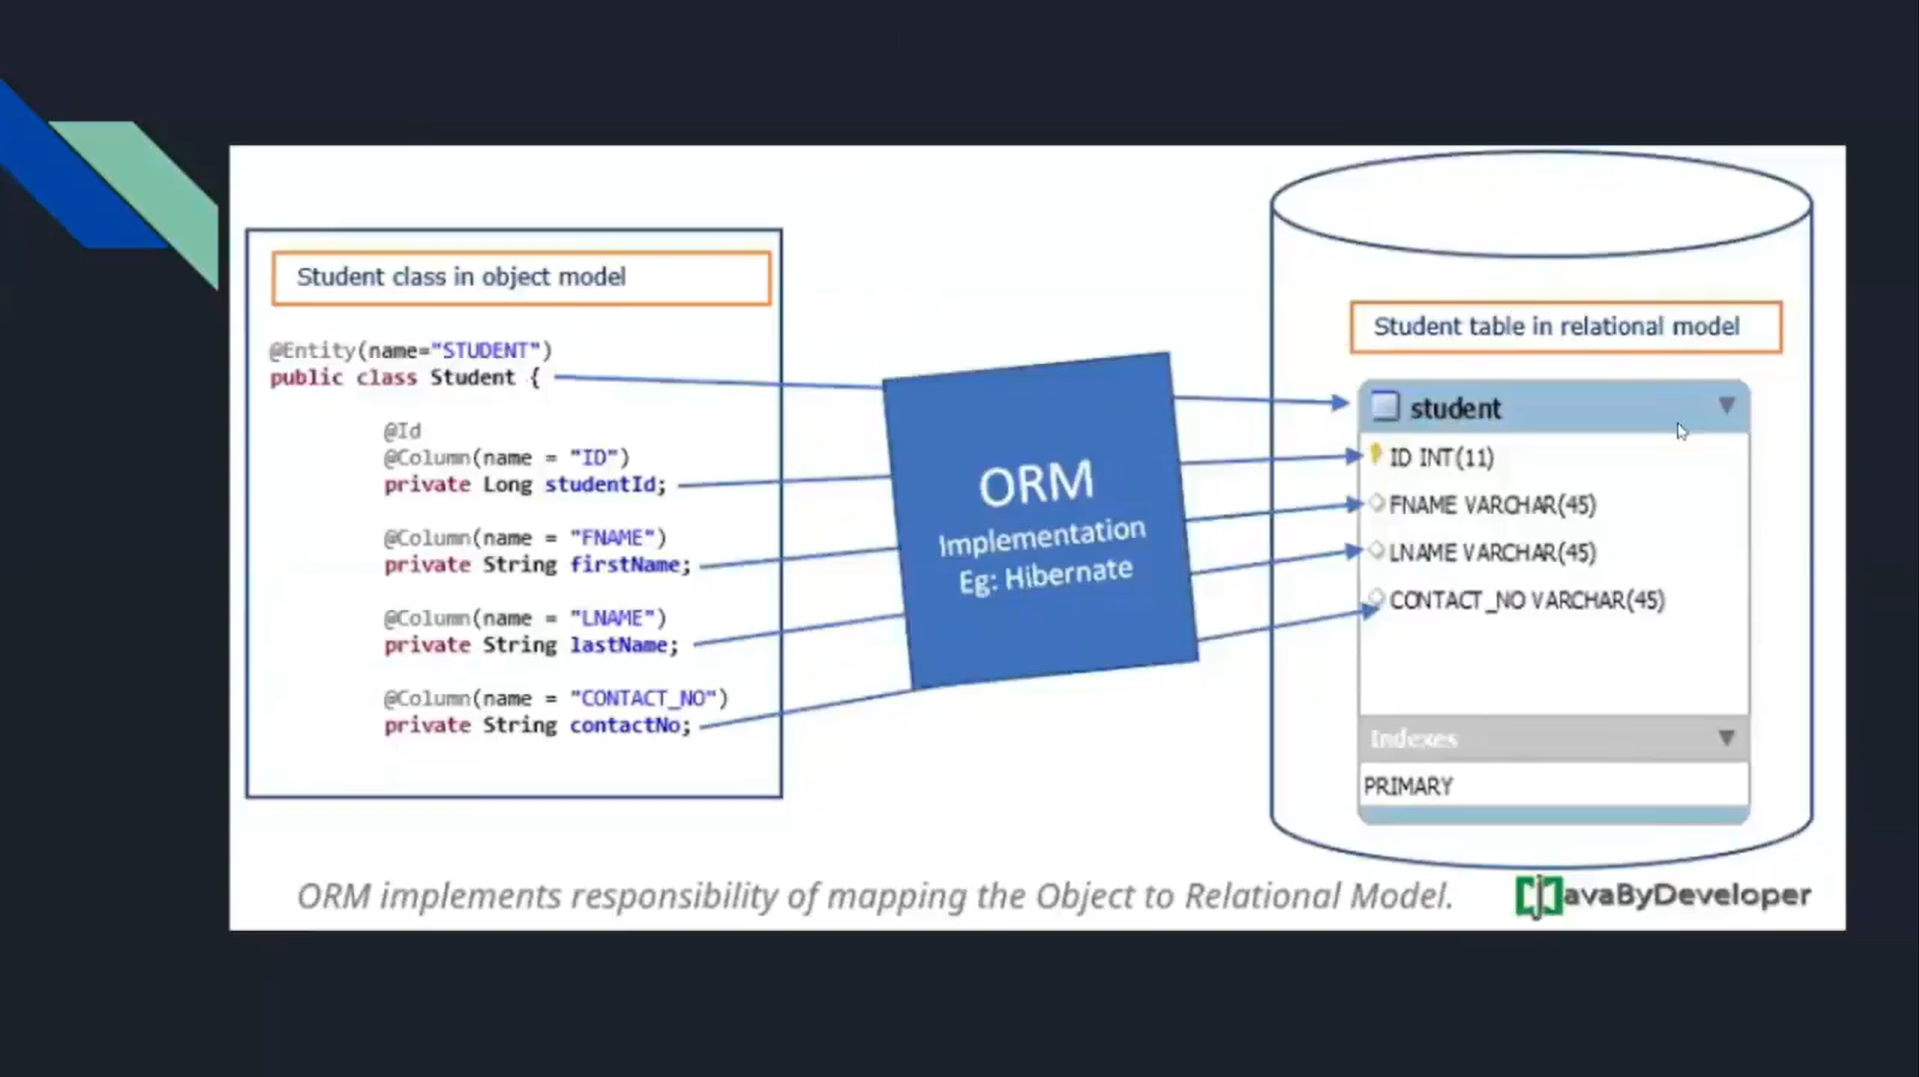 Student class in object model
@Entity(name="STUDENT")
public class Student {
@Id
@Column(name = "ID")
private Long studentId;
@Column(name = "FNAME")
private String firstName;
@Column(name = "LNAME")
private String lastName;
@Column(name = "CONTACT_NO")
private String contactNo;
ORM
Implementation
Eg: Hibernate
Student table in relational model
student
ID INT(11)
FNAME VARCHAR(45)
LNAME VARCHAR(45)
CONTACT_NO VARCHAR(45)
Indexes
PRIMARY
ORM implements responsibility of mapping the Object to Relational Model.
JavaByDeveloper